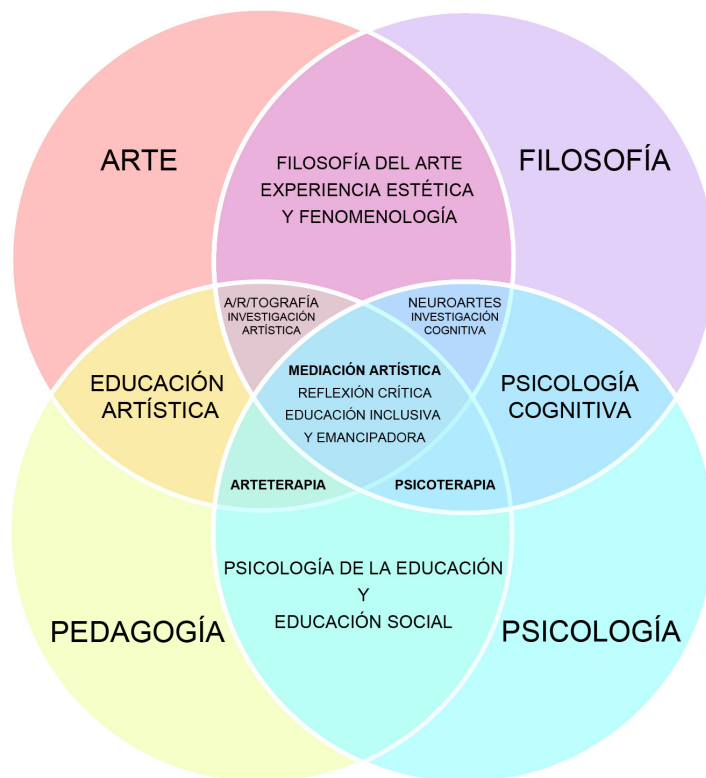 ARTE
FILOSOFÍA DEL ARTE
EXPERIENCIA ESTÉTICA
Y FENOMENOLOGÍA
FILOSOFÍA
A/R/TOGRAFÍA
INVESTIGACIÓN
ARTÍSTICA
NEUROARTES
INVESTIGACIÓN
COGNITIVA
EDUCACIÓN
ARTÍSTICA
MEDIACIÓN ARTÍSTICA
REFLEXIÓN CRÍTICA
EDUCACIÓN INCLUSIVA
Y EMANCIPADORA
PSICOLOGÍA
COGNITIVA
ARTETERAPIA
PSICOTERAPIA
PSICOLOGÍA DE LA EDUCACIÓN
Y
EDUCACIÓN SOCIAL
PEDAGOGÍA
PSICOLOGÍA